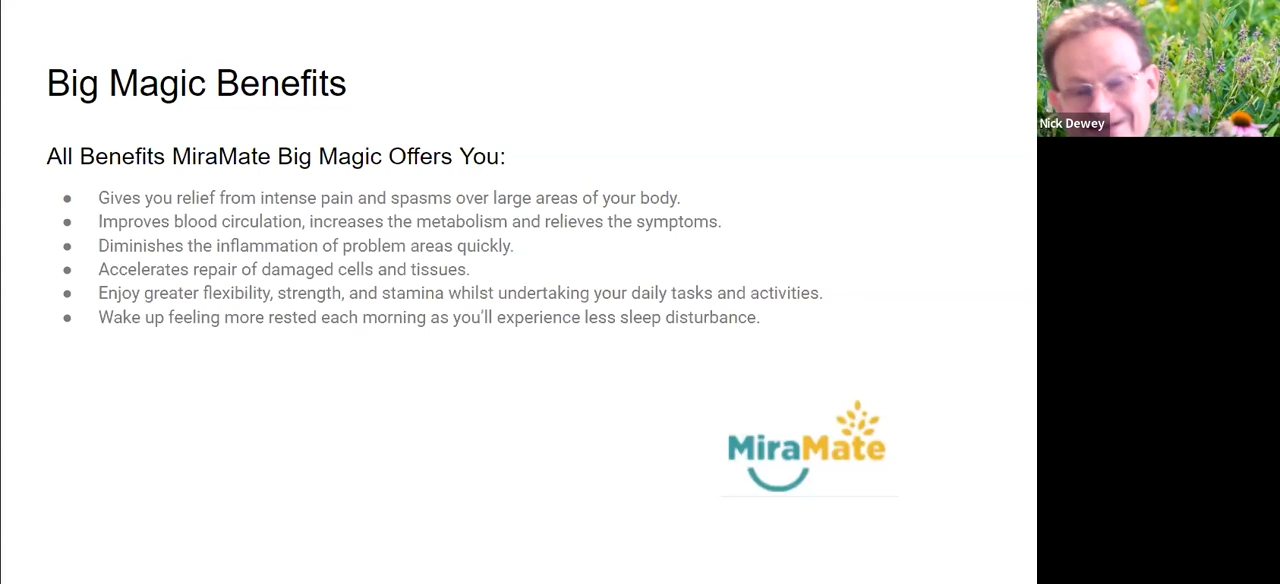 Big Magic Benefits
All Benefits MiraMate Big Magic Offers You:
● Gives you relief from intense pain and spasms over large areas of your body.
● Improves blood circulation, increases the metabolism and relieves the symptoms.
● Diminishes the inflammation of problem areas quickly.
● Accelerates repair of damaged cells and tissues.
● Enjoy greater flexibility, strength, and stamina whilst undertaking your daily tasks and activities.
● Wake up feeling more rested each morning as you'll experience less sleep disturbance.
MiraMate
Nick Dewey